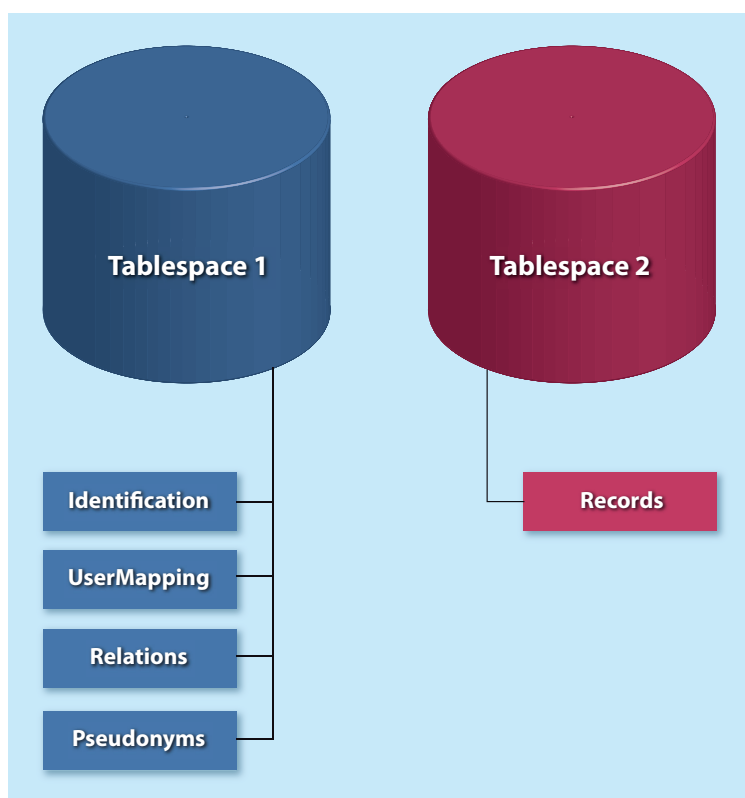 Tablespace 1
Tablespace 2
Identification
Records
UserMapping
Relations
Pseudonyms